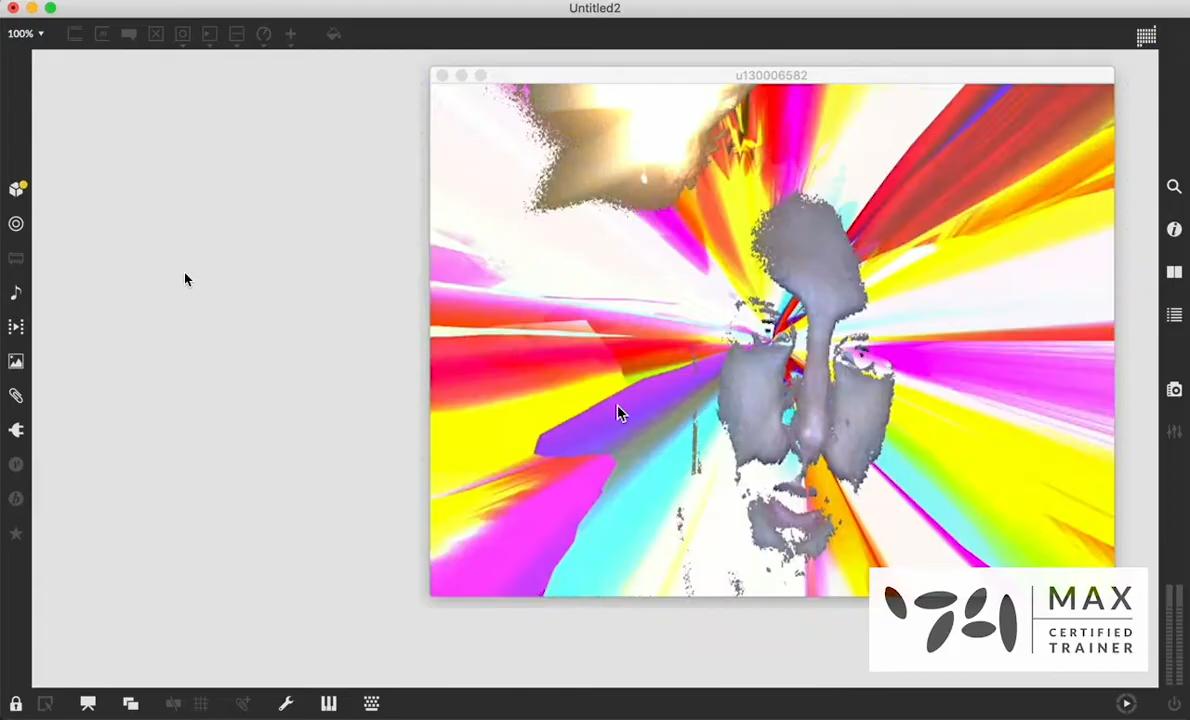 Untitled2
100%
u130006582
MAX
CERTIFIED
TRAINER